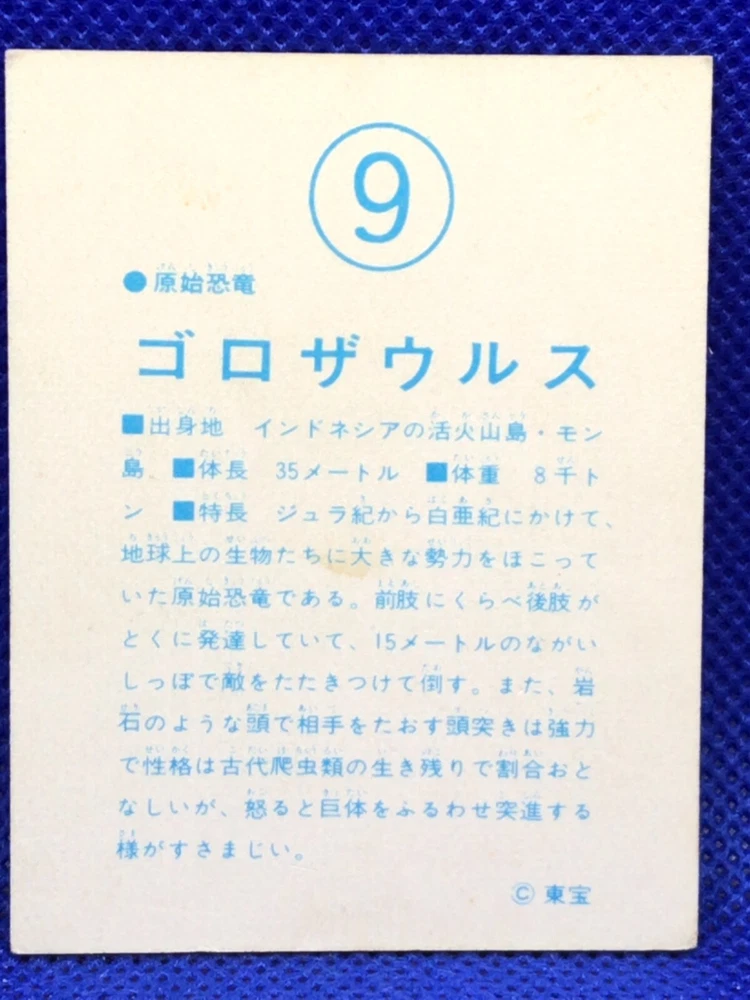 9
●原始恐竜
ゴロザウルス
■出身地　インドネシアの活火山島・モン
島　■体長　35メートル　■体重　8千ト
ン　■特長　ジュラ紀から白亜紀にかけて、
地球上の生物たちに大きな勢力をほこって
いた原始恐竜である。前肢にくらべ後肢が
とくに発達していて、15メートルのながい
しっぽで敵をたたきつけて倒す。また、岩
石のような頭で相手をたおす頭突きは強力
で性格は古代爬虫類の生き残りで割合おと
なしいが、怒ると巨体をふるわせ突進する
様がすさまじい。
Ⓒ 東宝